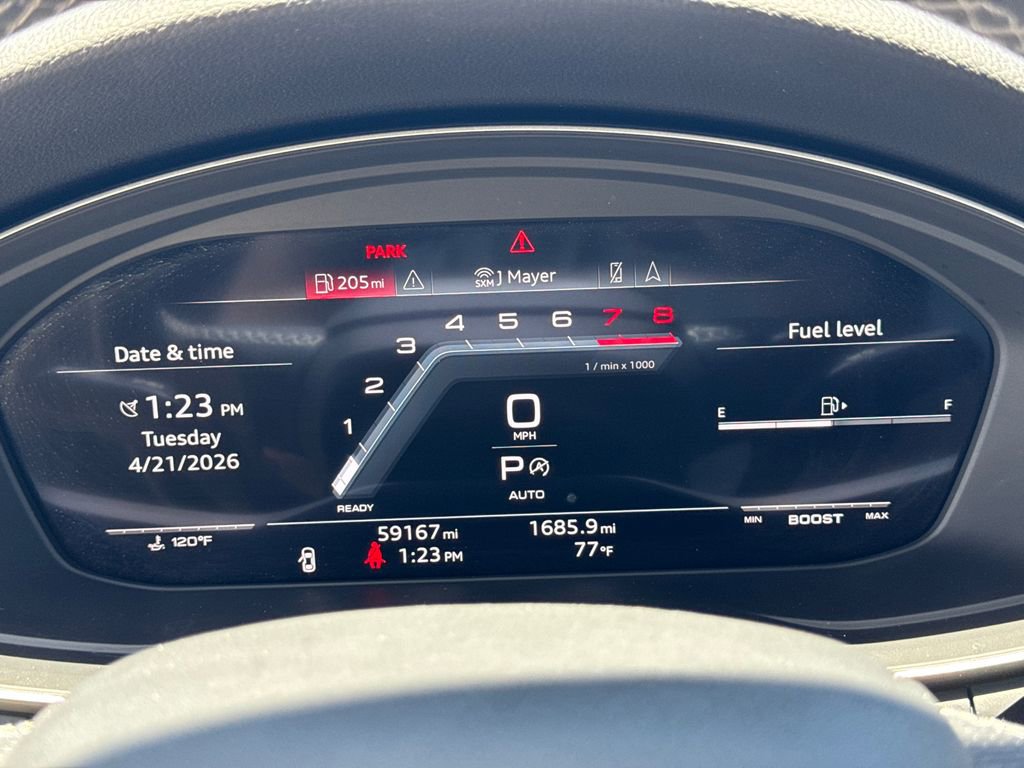 PARK
205 mi
SXM J Mayer
Date & time
1:23 PM
Tuesday
4/21/2026
120°F
1
2
3
4
5
6
7
8
1 / min x 1000
0
MPH
P
AUTO
READY
59167 mi
1685.9 mi
1:23 PM
77°F
Fuel level
E
F
MIN
BOOST
MAX